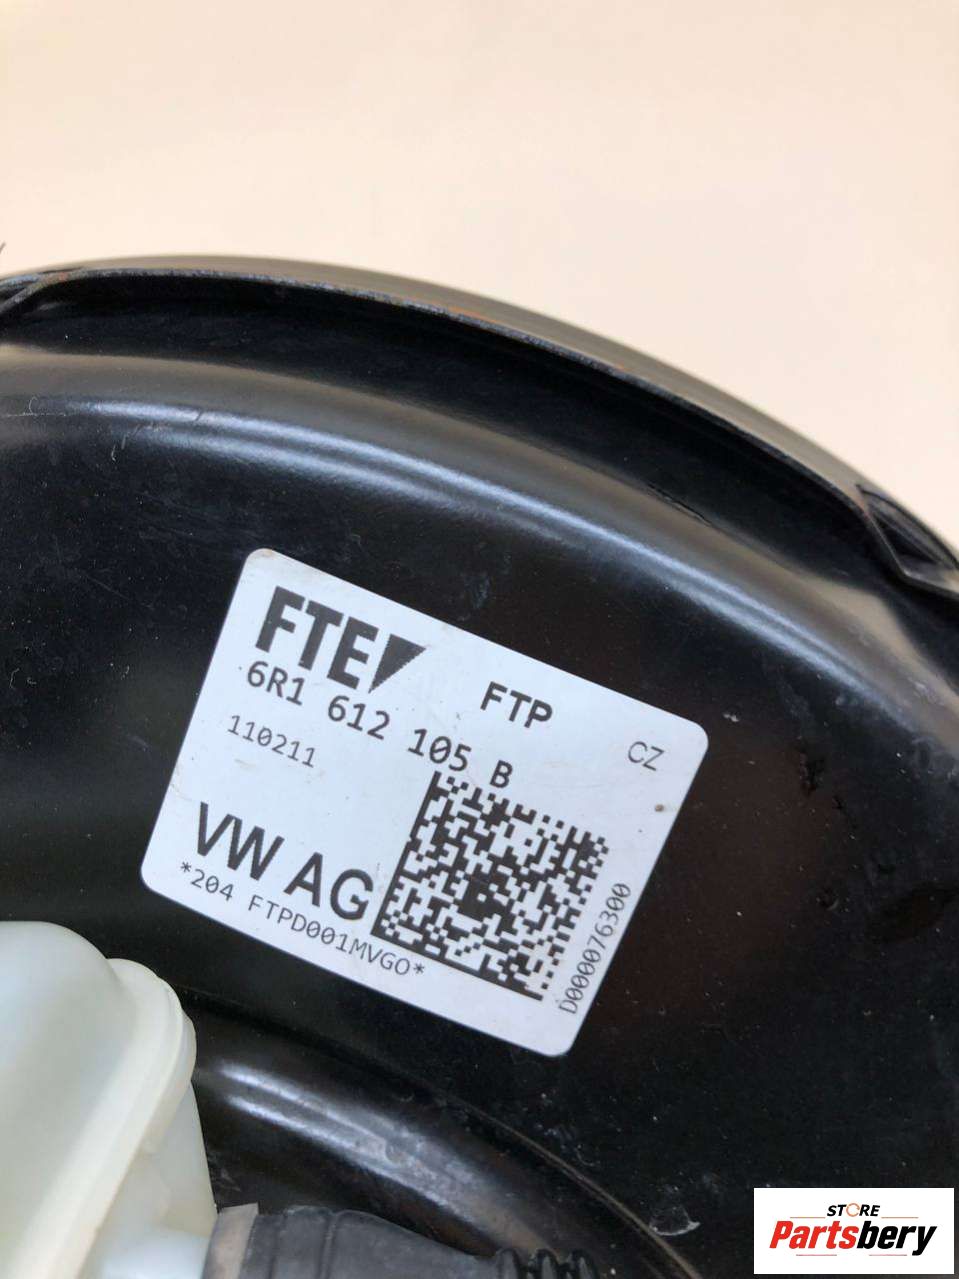 FTE
FTP
6R1 612 105 B
CZ
110211
VW AG
*204 FTPD001MVGO*
D000076300
STORE
Partsbery